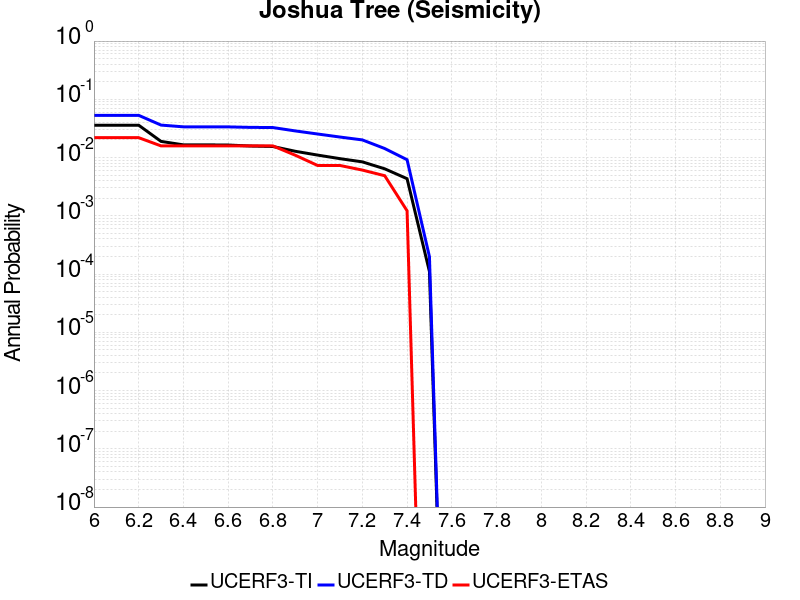 Joshua Tree (Seismicity)
Annual Probability
10^0
10^-1
10^-2
10^-3
10^-4
10^-5
10^-6
10^-7
10^-8
6 6.2 6.4 6.6 6.8 7 7.2 7.4 7.6 7.8 8 8.2 8.4 8.6 8.8 9
Magnitude
UCERF3-TI UCERF3-TD UCERF3-ETAS